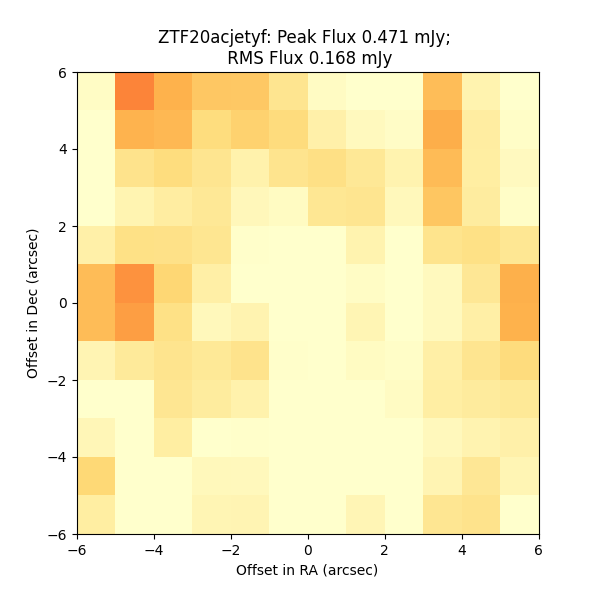 ZTF20acjetyf: Peak Flux 0.471 mJy;
RMS Flux 0.168 mJy
6
4
2
0
−2
−4
−6
Offset in Dec (arcsec)
−6 −4 −2 0 2 4 6
Offset in RA (arcsec)